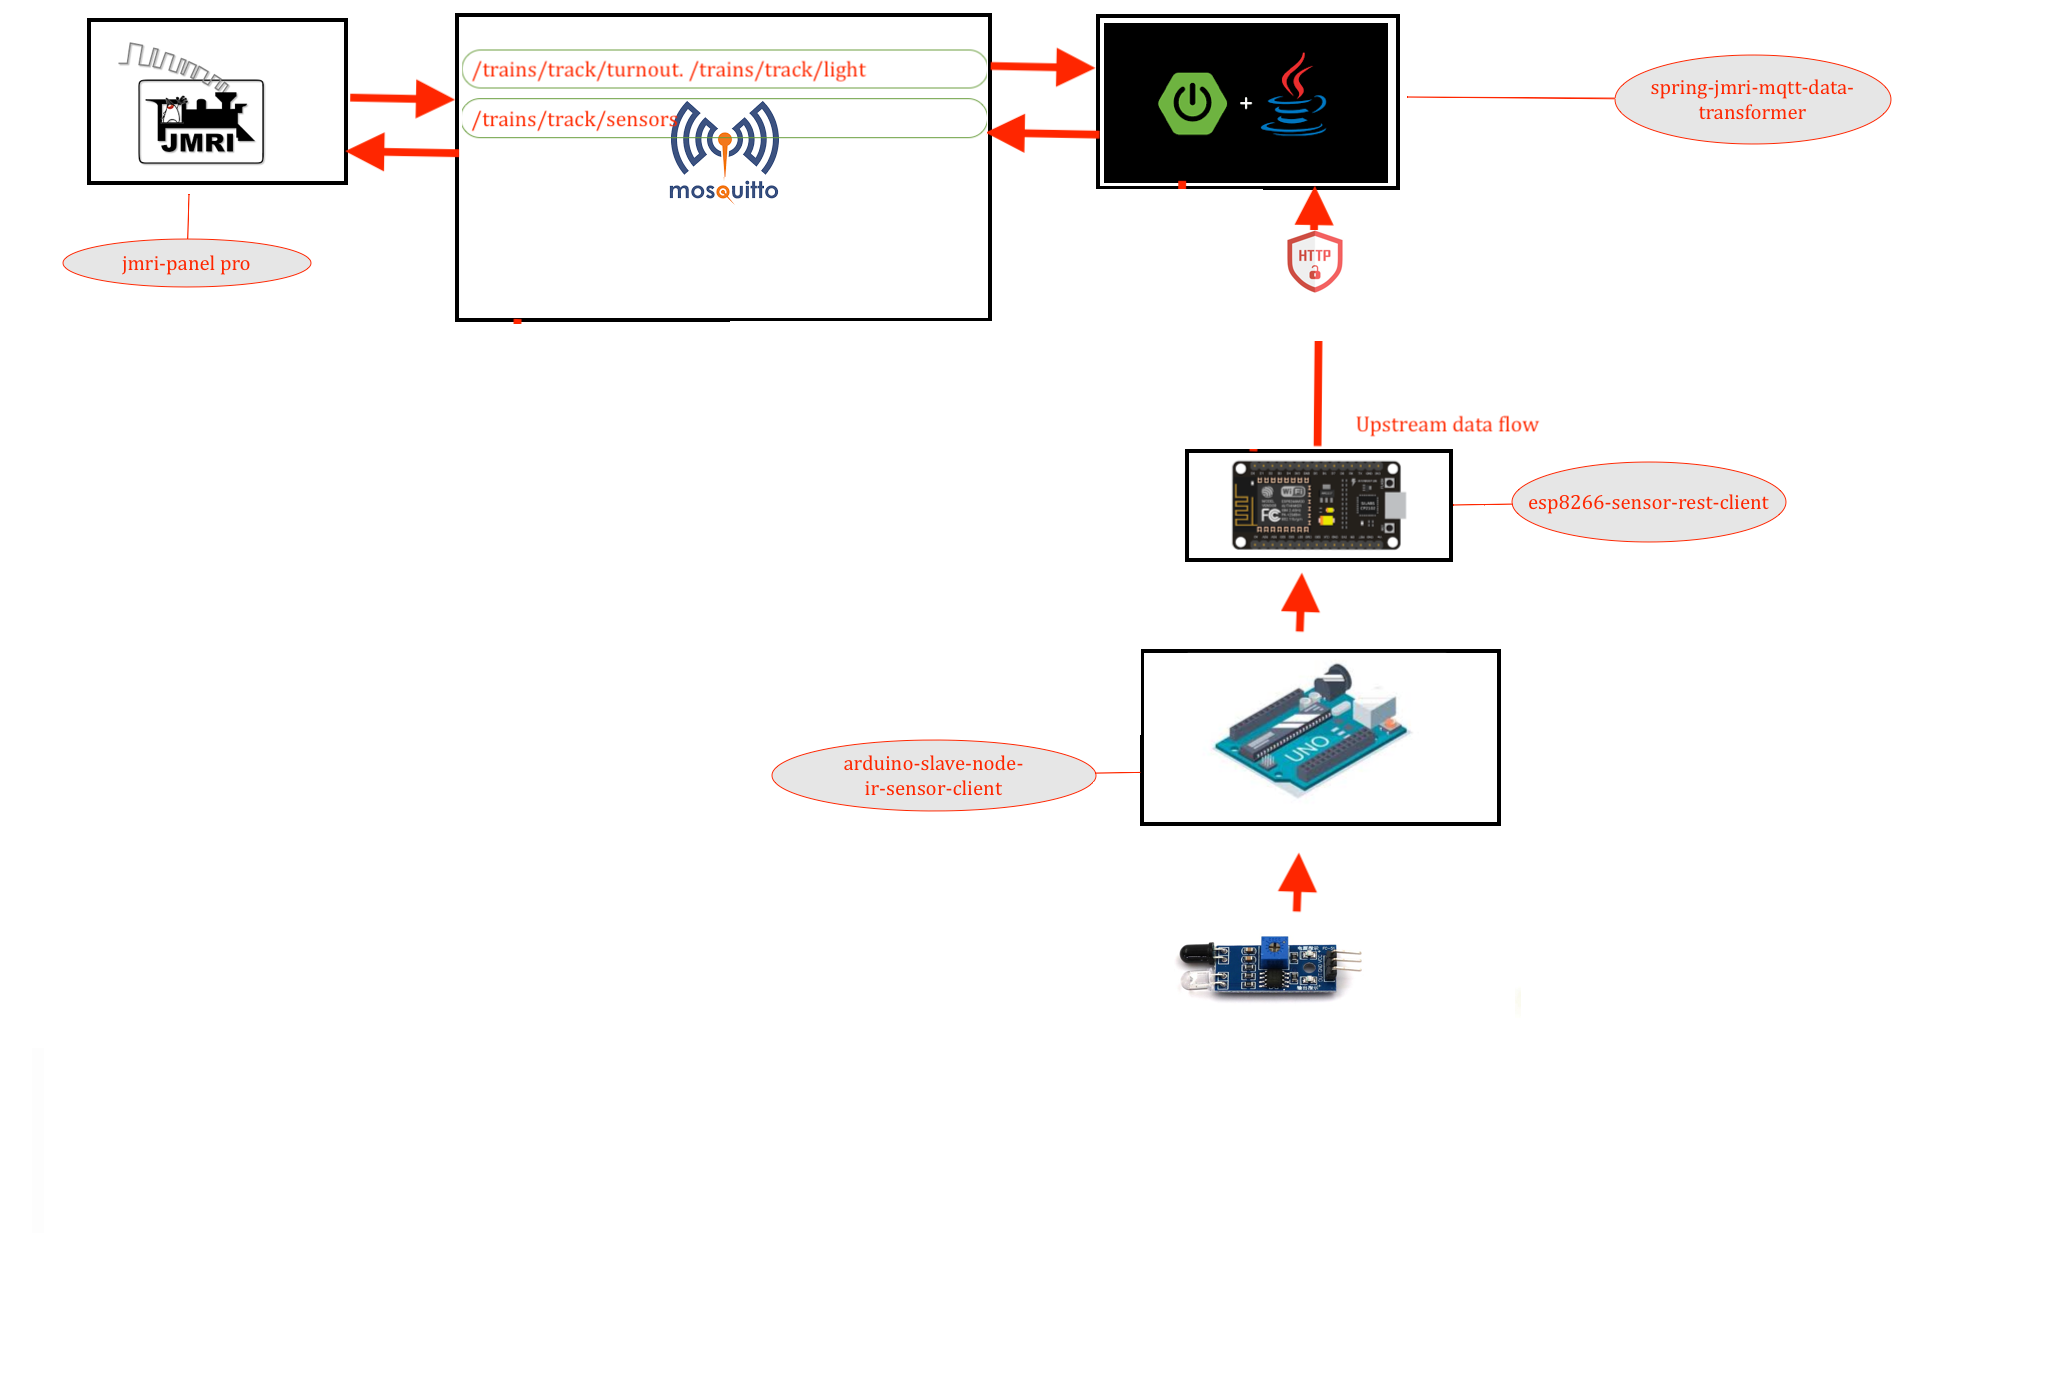 JMRI
/trains/track/turnout. /trains/track/light
/trains/track/sensors
mosquitto
+
spring-jmri-mqtt-data-
transformer
jmri-panel pro
HTTP
Upstream data flow
WiFi
FC
esp8266-sensor-rest-client
UNO
arduino-slave-node-
ir-sensor-client